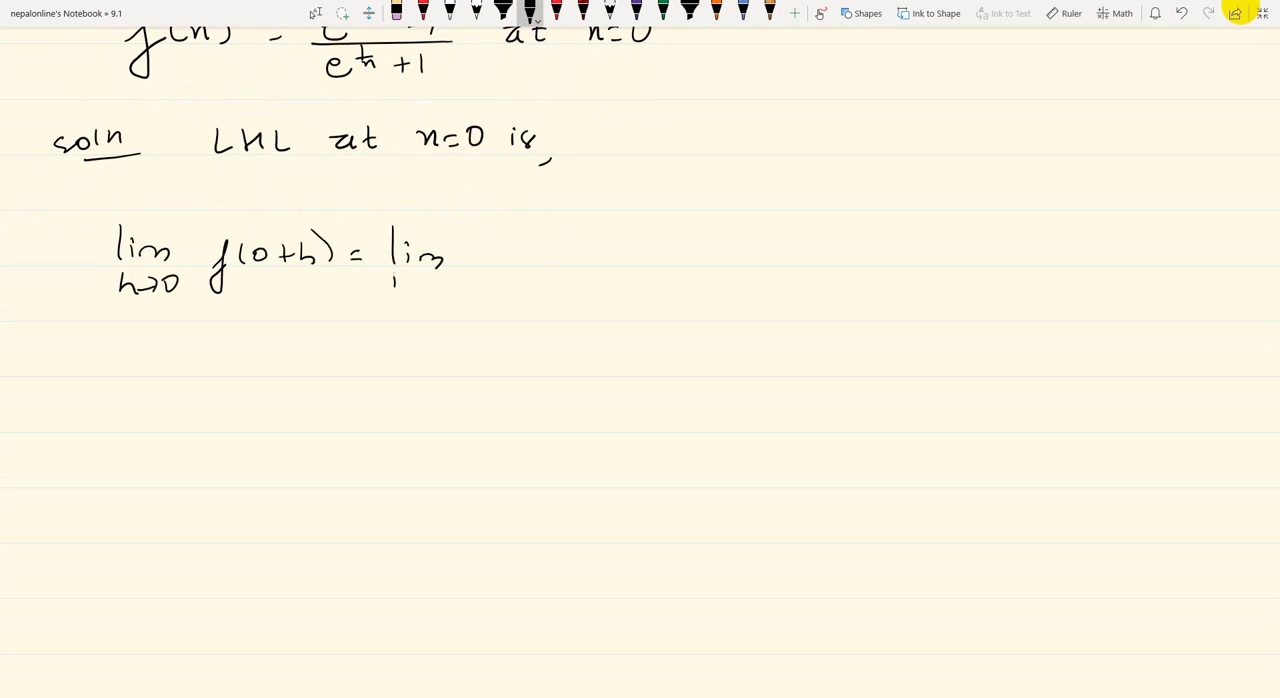 nepalonline's Notebook » 9.1
Shapes Ink to Shape Ink to Text Ruler Math
f(x) = at x=0
e^{1/x} + 1
soln LHL at x=0 is,
lim f(0+h) = lim
h→0